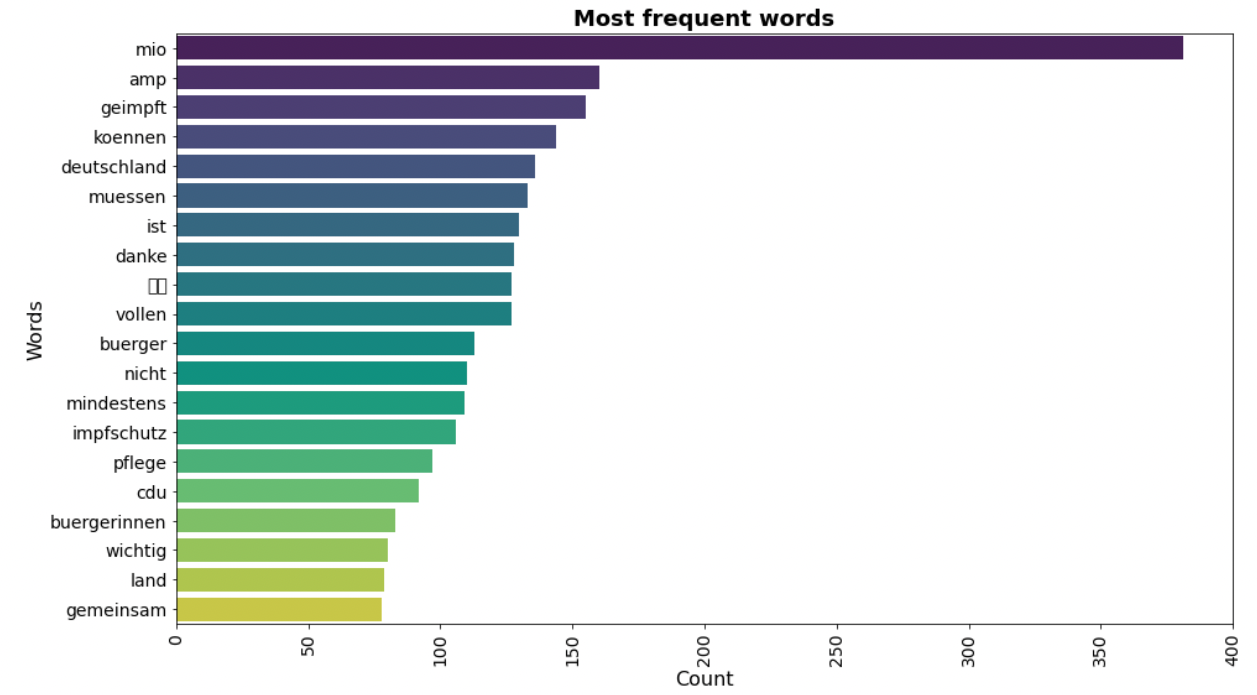 Most frequent words
mio
amp
geimpft
koennen
deutschland
muessen
ist
danke
vollen
buerger
nicht
mindestens
impfschutz
pflege
cdu
buergerinnen
wichtig
land
gemeinsam
Words
0 50 100 150 200 250 300 350 400
Count